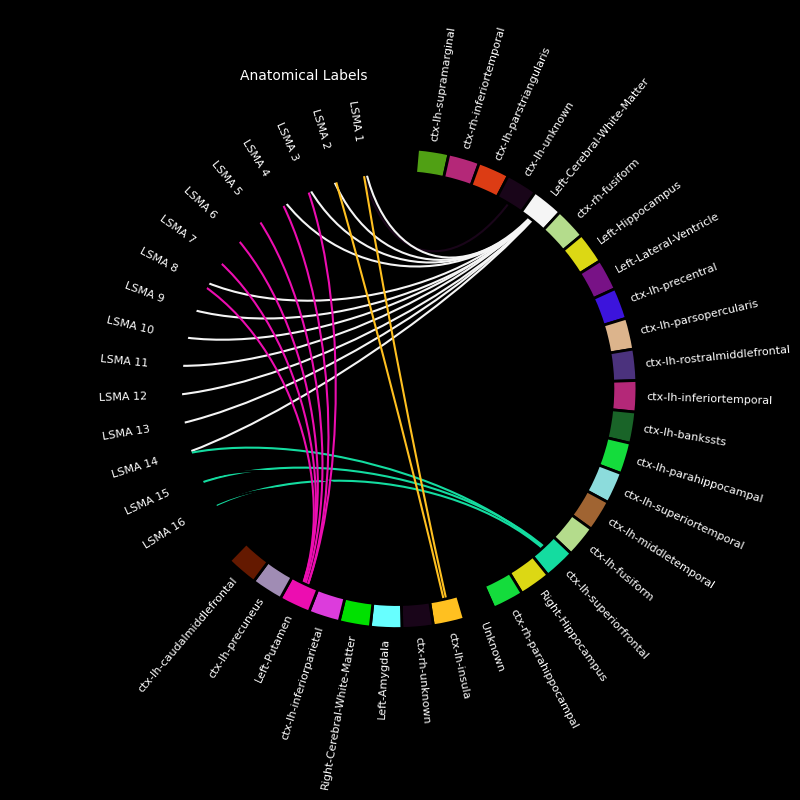 Anatomical Labels
LSMA 1
LSMA 2
LSMA 3
LSMA 4
LSMA 5
LSMA 6
LSMA 7
LSMA 8
LSMA 9
LSMA 10
LSMA 11
LSMA 12
LSMA 13
LSMA 14
LSMA 15
LSMA 16
ctx-lh-caudalmiddlefrontal
ctx-lh-precuneus
Left-Putamen
ctx-lh-inferiorparietal
Right-Cerebral-White-Matter
Left-Amygdala
ctx-rh-unknown
ctx-lh-insula
Unknown
ctx-rh-parahippocampal
Right-Hippocampus
ctx-lh-superiorfrontal
ctx-lh-fusiform
ctx-lh-middletemporal
ctx-lh-superiortemporal
ctx-lh-parahippocampal
ctx-lh-bankssts
ctx-lh-inferiortemporal
ctx-lh-rostralmiddlefrontal
ctx-lh-parsopercularis
ctx-lh-precentral
Left-Lateral-Ventricle
Left-Hippocampus
ctx-rh-fusiform
Left-Cerebral-White-Matter
ctx-lh-unknown
ctx-lh-parstriangularis
ctx-rh-inferiortemporal
ctx-lh-supramarginal